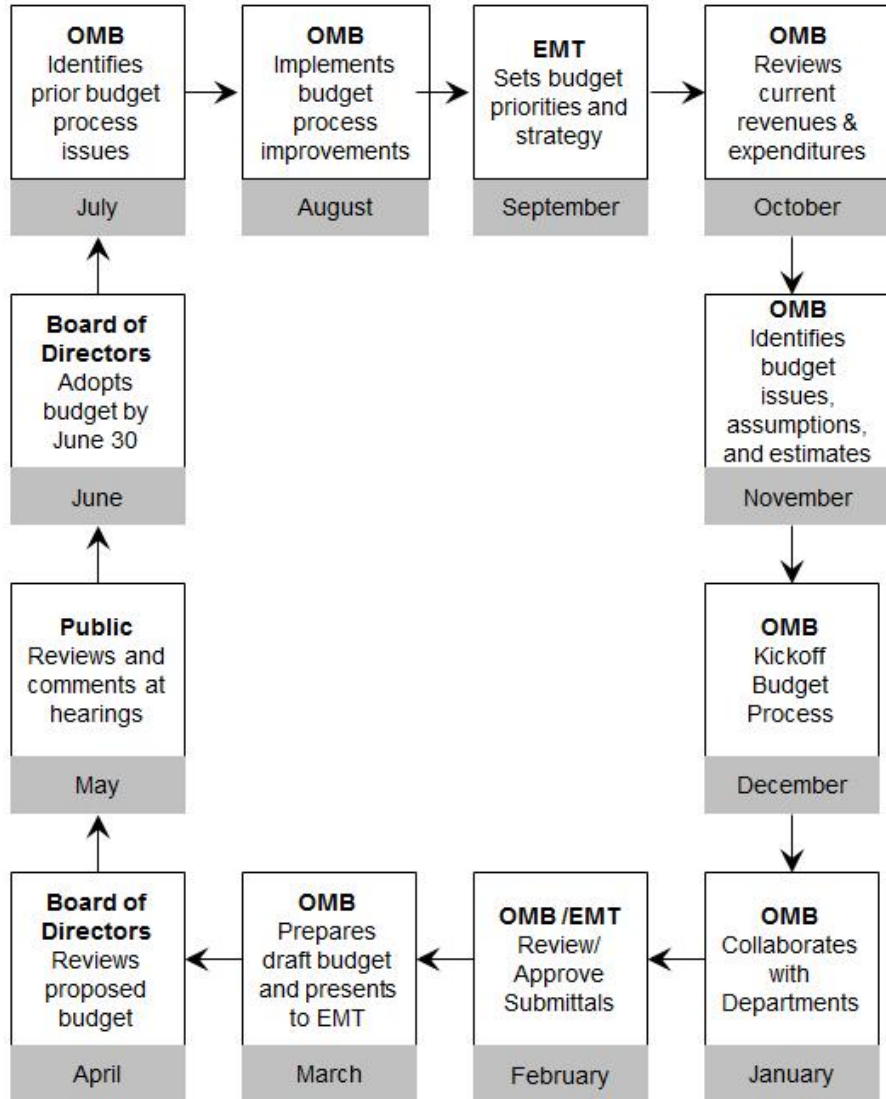 OMB
Identifies
prior budget
process
issues
July
OMB
Implements
budget
process
improvements
August
EMT
Sets budget
priorities and
strategy
September
OMB
Reviews
current
revenues &
expenditures
October
OMB
Identifies
budget
issues,
assumptions,
and estimates
November
OMB
Kickoff
Budget
Process
December
OMB
Collaborates
with
Departments
January
OMB /EMT
Review/
Approve
Submittals
February
OMB
Prepares
draft budget
and presents
to EMT
March
Board of
Directors
Reviews
proposed
budget
April
Public
Reviews and
comments at
hearings
May
Board of
Directors
Adopts
budget by
June 30
June